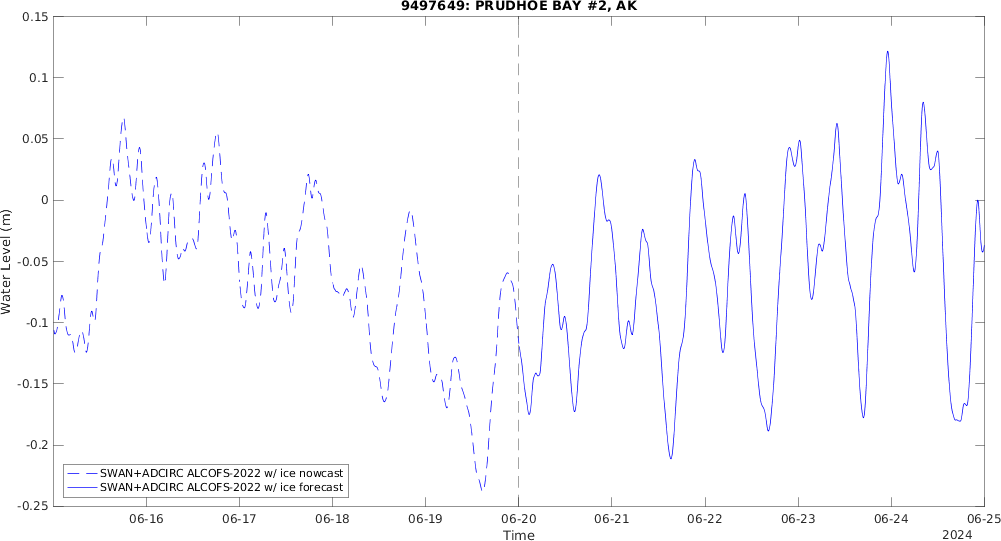 9497649: PRUDHOE BAY #2, AK
0.15
0.1
0.05
0
-0.05
-0.1
-0.15
-0.2
-0.25
Water Level (m)
SWAN+ADCIRC ALCOFS-2022 w/ ice nowcast
SWAN+ADCIRC ALCOFS-2022 w/ ice forecast
06-16 06-17 06-18 06-19 06-20 06-21 06-22 06-23 06-24 06-25
Time
2024